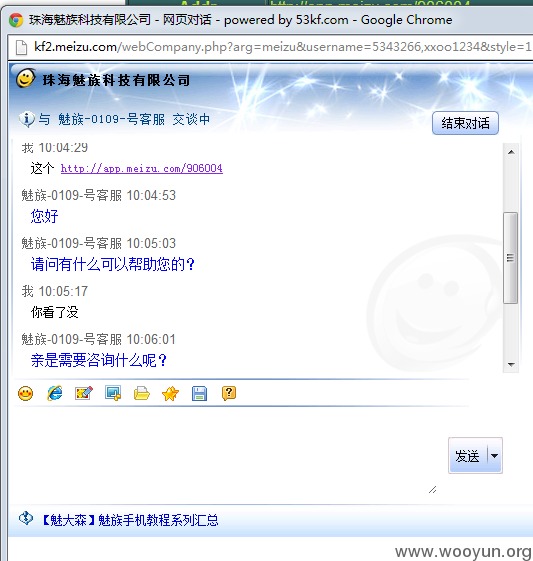 珠海魅族科技有限公司 - 网页对话 - powered by 53kf.com - Google Chrome
kf2.meizu.com/webCompany.php?arg=meizu&username=5343266,xxoo1234&style=1
珠海魅族科技有限公司
与 魅族-0109-号客服 交谈中
结束对话
我 10:04:29
这个 http://app.meizu.com/906004
魅族-0109-号客服 10:04:53
您好
魅族-0109-号客服 10:05:03
请问有什么可以帮助您的？
我 10:05:17
你看了没
魅族-0109-号客服 10:06:01
亲是需要咨询什么呢？
发送
【魅大森】魅族手机教程系列汇总
www.wooyun.org